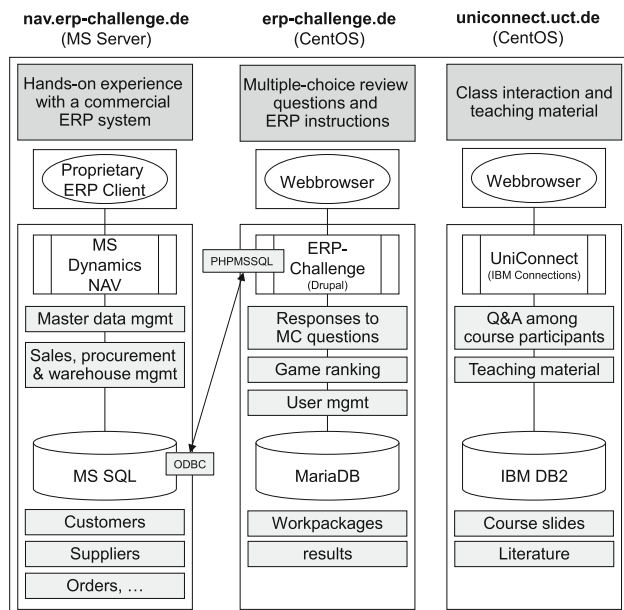 nav.erp-challenge.de
(MS Server)
Hands-on experience
with a commercial
ERP system
Proprietary
ERP Client
MS
Dynamics
NAV
Master data mgmt
Sales, procurement
& warehouse mgmt
MS SQL
ODBC
Customers
Suppliers
Orders, ...
erp-challenge.de
(CentOS)
Multiple-choice review
questions and
ERP instructions
Webbrowser
PHPMSSQL
ERP-
Challenge
(Drupal)
Responses to
MC questions
Game ranking
User mgmt
MariaDB
Workpackages
results
uniconnect.uct.de
(CentOS)
Class interaction and
teaching material
Webbrowser
UniConnect
(IBM Connections)
Q&A among
course participants
Teaching material
IBM DB2
Course slides
Literature